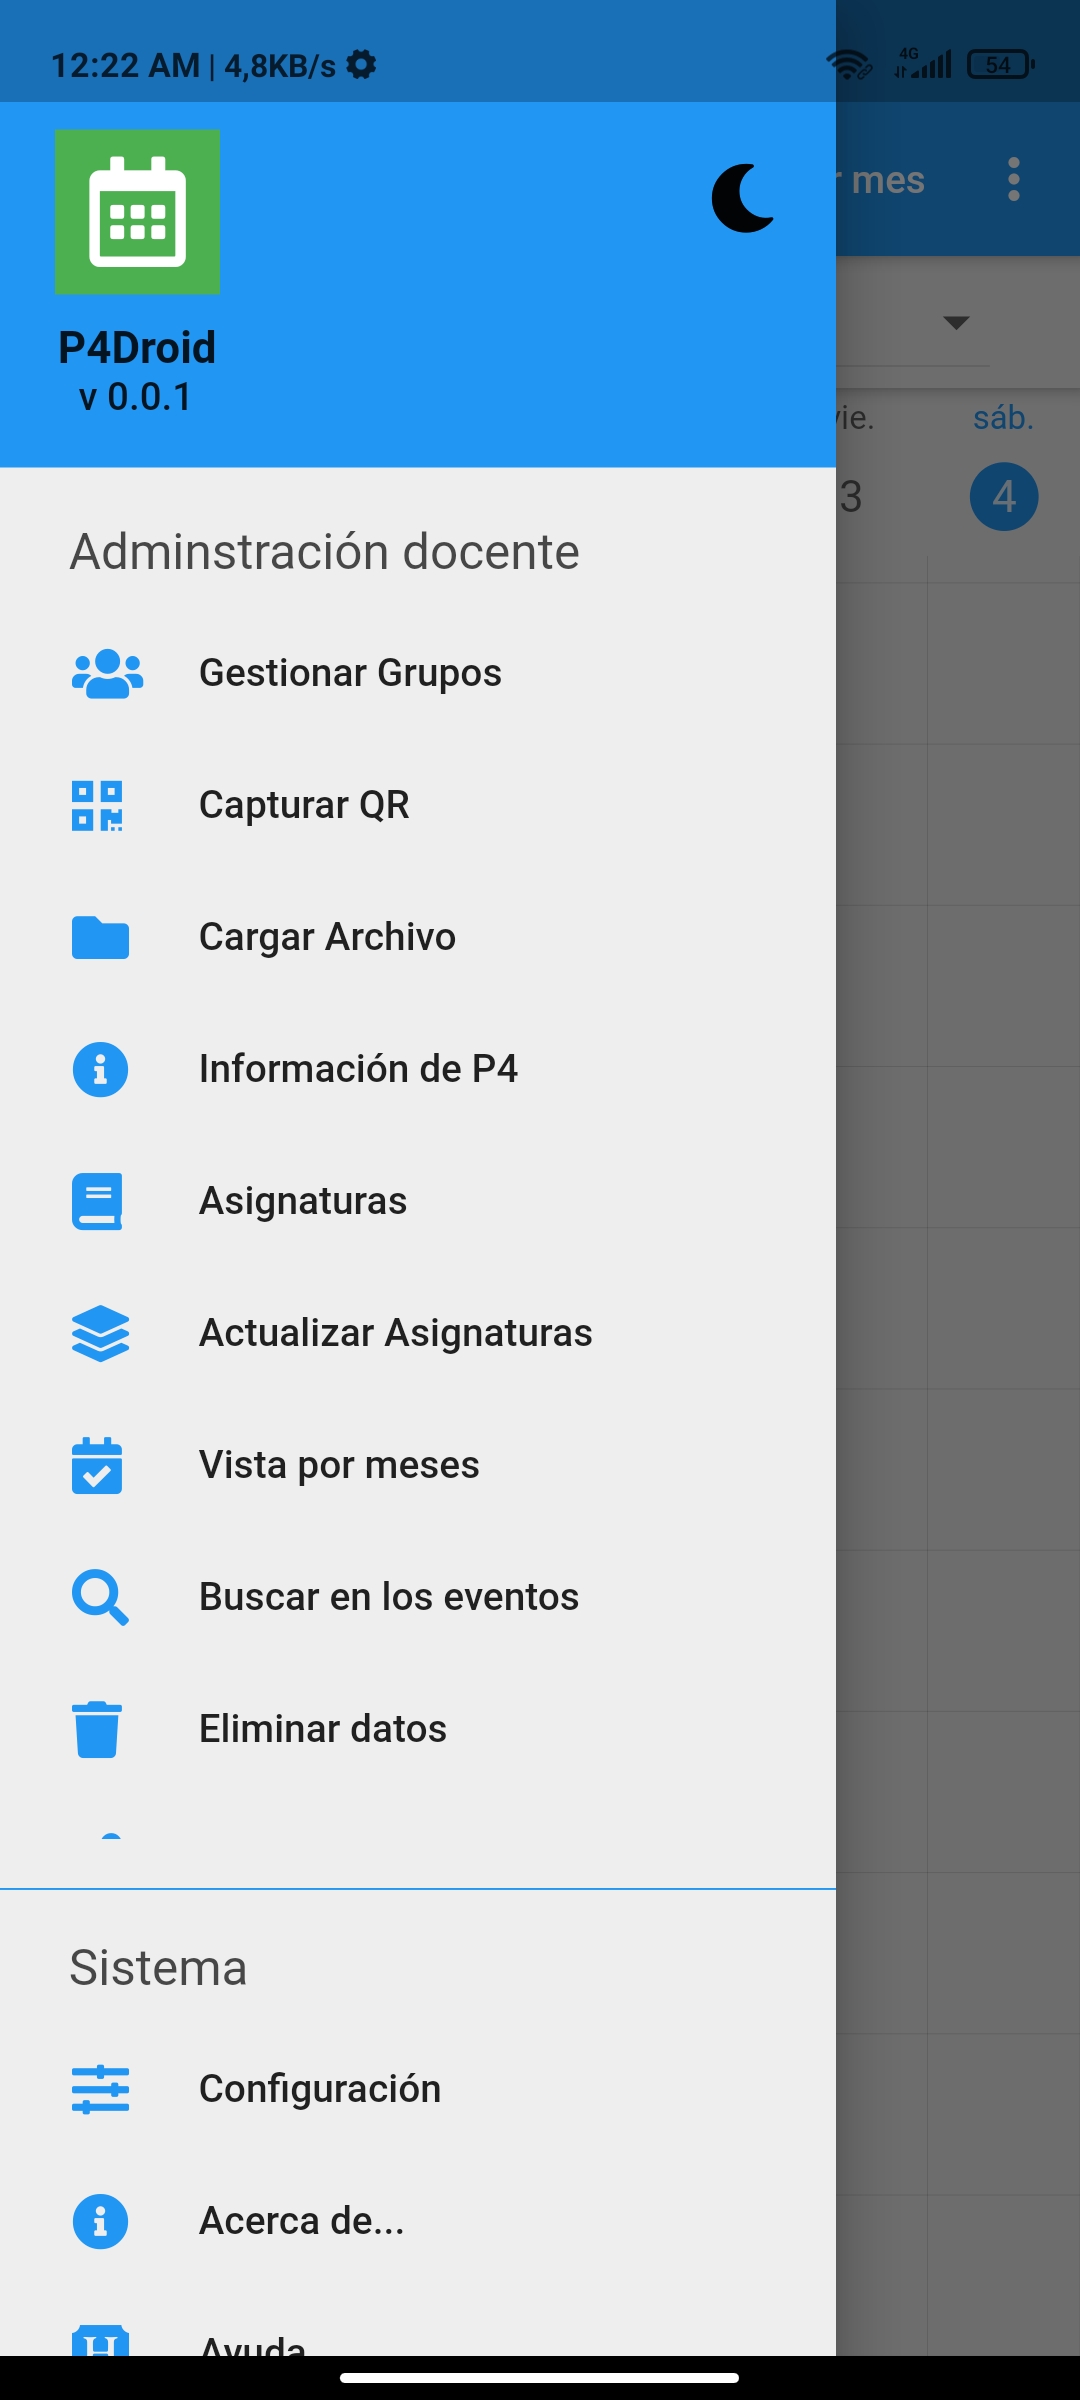 12:22 AM | 4,8KB/s
4G
54
mes
P4Droid
v 0.0.1
vie.
sáb.
3
4
Adminstración docente
Gestionar Grupos
Capturar QR
Cargar Archivo
Información de P4
Asignaturas
Actualizar Asignaturas
Vista por meses
Buscar en los eventos
Eliminar datos
Sistema
Configuración
Acerca de...
Ayuda